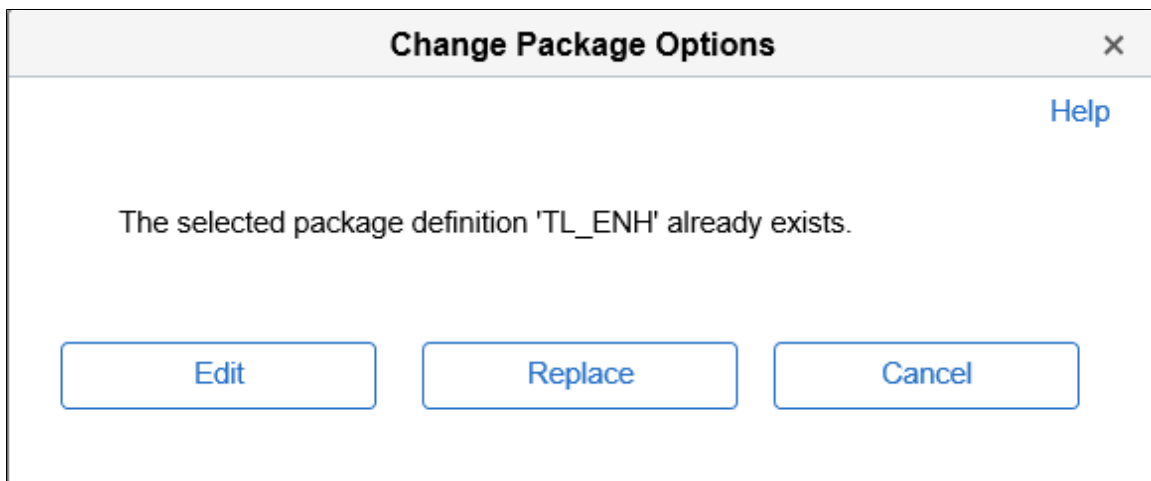 Change Package Options ×
Help
The selected package definition 'TL_ENH' already exists.
Edit Replace Cancel